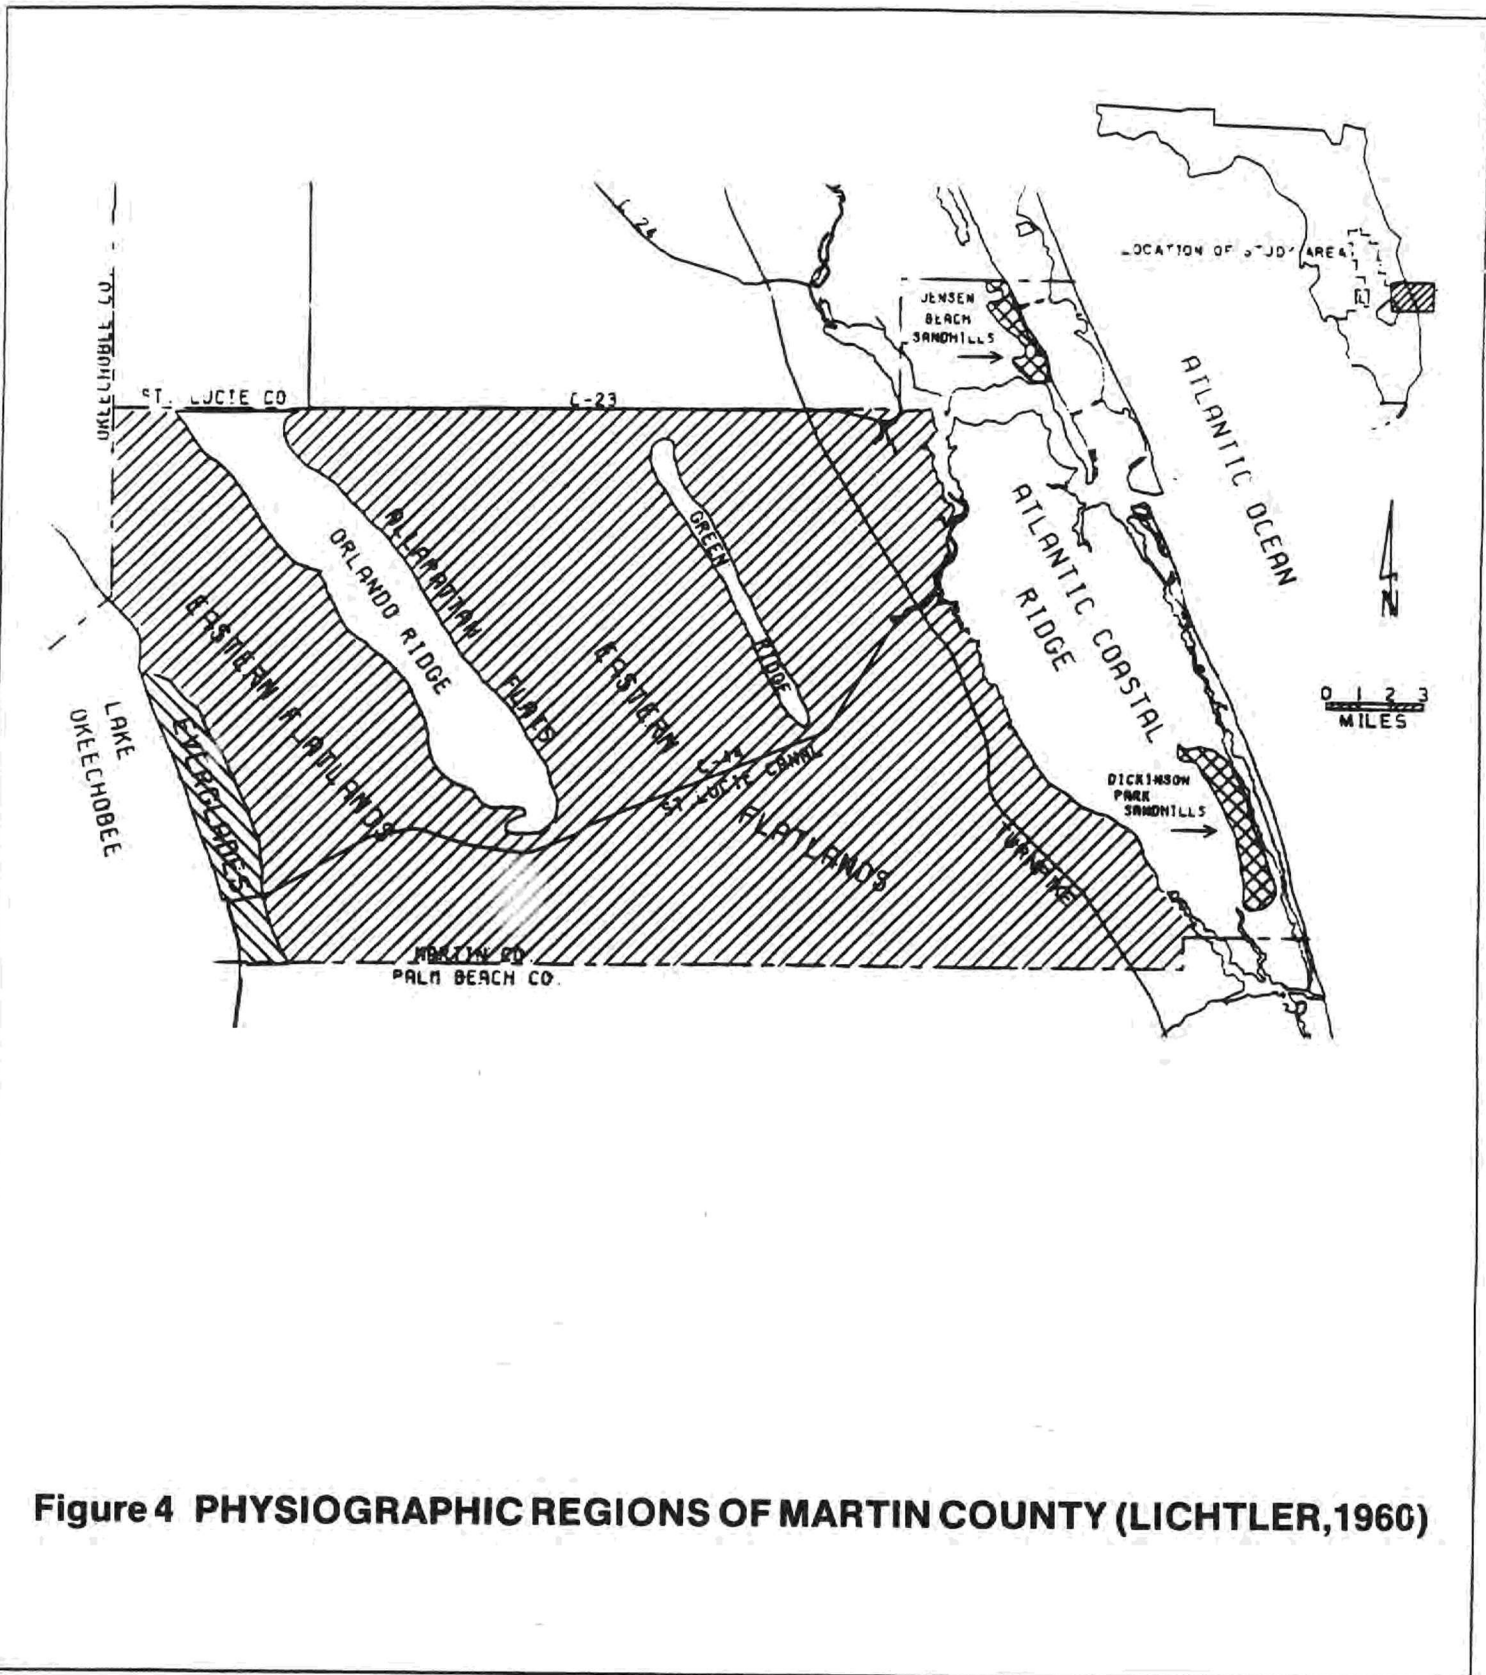 LOCATION OF STUDY AREA
C 24
JENSEN
BEACH
SANDHILLS
OKEECHOBEE CO.
ST. LUCIE CO
C-23
ATLANTIC OCEAN
ORLANDO RIDGE
ALLAPATTAH
FLATS
GREEN
RIDGE
EASTERN FLATLANDS
EASTERN
FLATLANDS
ATLANTIC COASTAL
RIDGE
N
0 1 2 3
MILES
LAKE
OKEECHOBEE
EVERGLADES
C-44
ST LUCIE CANAL
DICKINSON
PARK
SANDHILLS
TURNPIKE
MARTIN CO.
PALM BEACH CO.
Figure 4 PHYSIOGRAPHIC REGIONS OF MARTIN COUNTY (LICHTLER,1960)